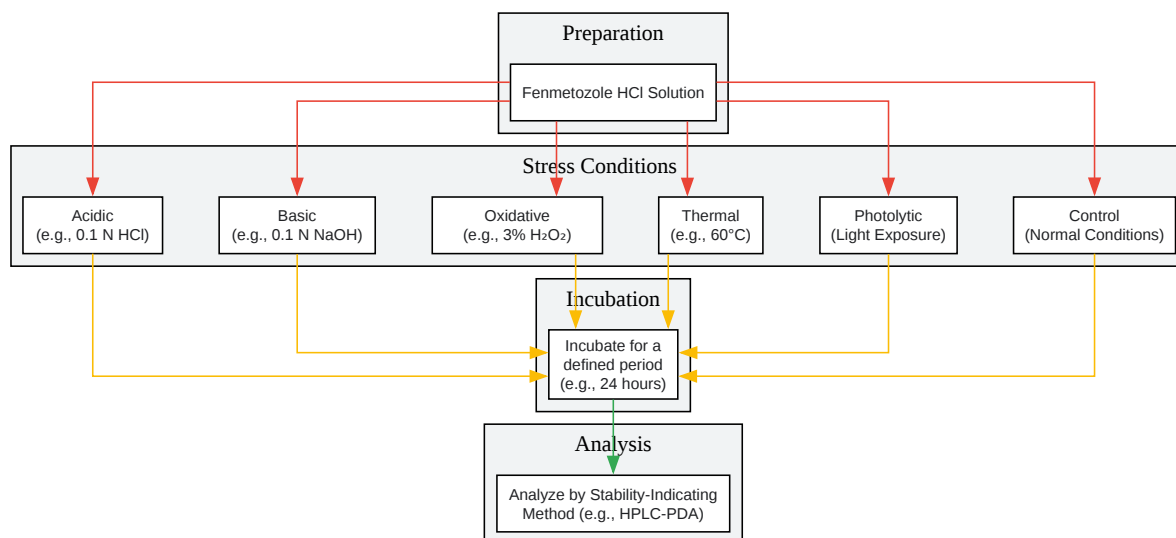 Preparation
Fenmetozole HCl Solution
Stress Conditions
Acidic
(e.g., 0.1 N HCl)
Basic
(e.g., 0.1 N NaOH)
Oxidative
(e.g., 3% H₂O₂)
Thermal
(e.g., 60°C)
Photolytic
(Light Exposure)
Control
(Normal Conditions)
Incubation
Incubate for a
defined period
(e.g., 24 hours)
Analysis
Analyze by Stability-Indicating
Method (e.g., HPLC-PDA)